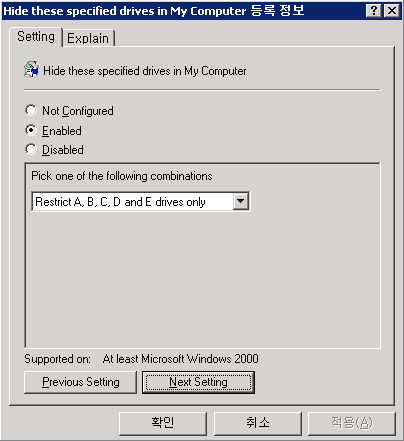 Hide these specified drives in My Computer 등록 정보
Setting Explain
Hide these specified drives in My Computer
Not Configured
Enabled
Disabled
Pick one of the following combinations
Restrict A, B, C, D and E drives only
Supported on: At least Microsoft Windows 2000
Previous Setting Next Setting
확인 취소 적용(A)